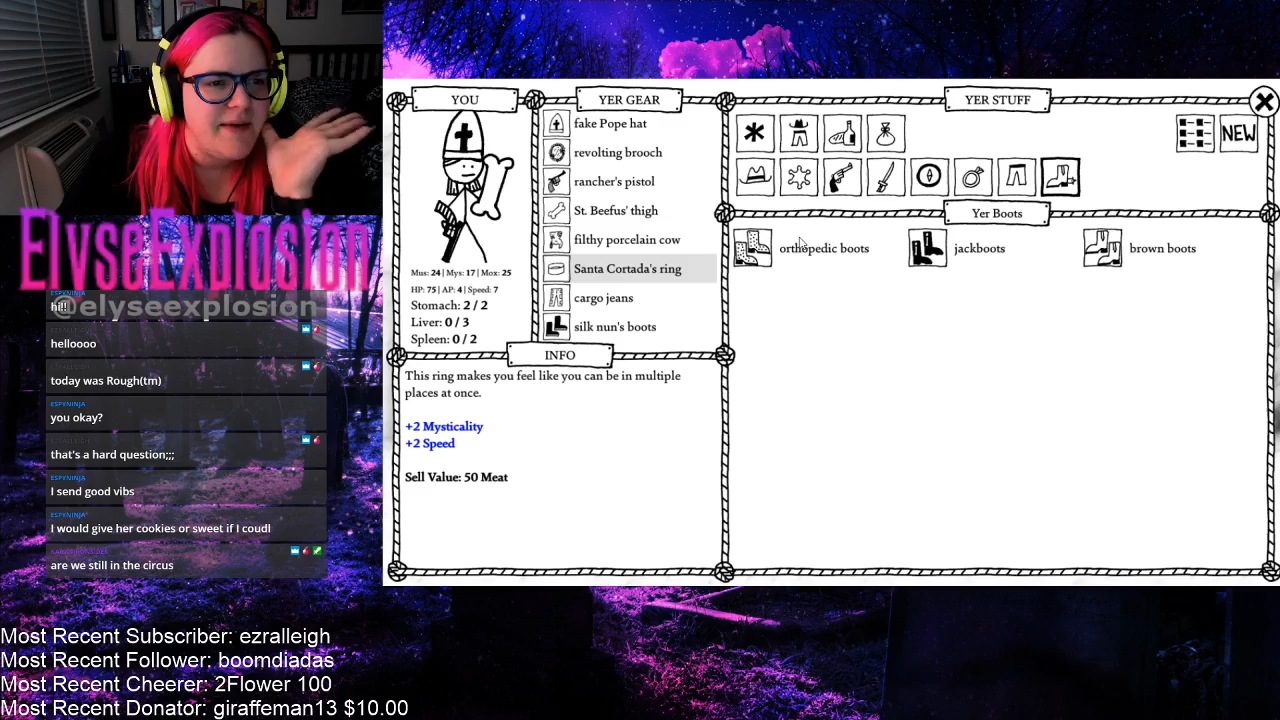 YOU
YER GEAR
YER STUFF
fake Pope hat
revolting brooch
rancher's pistol
St. Beefus' thigh
filthy porcelain cow
Santa Cortada's ring
cargo jeans
silk nun's boots
Mus: 24 | Mys: 17 | Mox: 25
HP: 75 | AP: 4 | Speed: 7
Stomach: 2 / 2
Liver: 0 / 3
Spleen: 0 / 2
INFO
This ring makes you feel like you can be in multiple
places at once.
+2 Mysticality
+2 Speed
Sell Value: 50 Meat
NEW
Yer Boots
orthopedic boots
jackboots
brown boots
ElyseExplosion
@elyseexplosion
ESPYNINJA
hi!!
helloooo
today was Rough(tm)
ESPYNINJA
you okay?
that's a hard question;;;
ESPYNINJA
I send good vibs
ESPYNINJA
I would give her cookies or sweet if I coudl
are we still in the circus
Most Recent Subscriber: ezralleigh
Most Recent Follower: boomdiadas
Most Recent Cheerer: 2Flower 100
Most Recent Donator: giraffeman13 $10.00